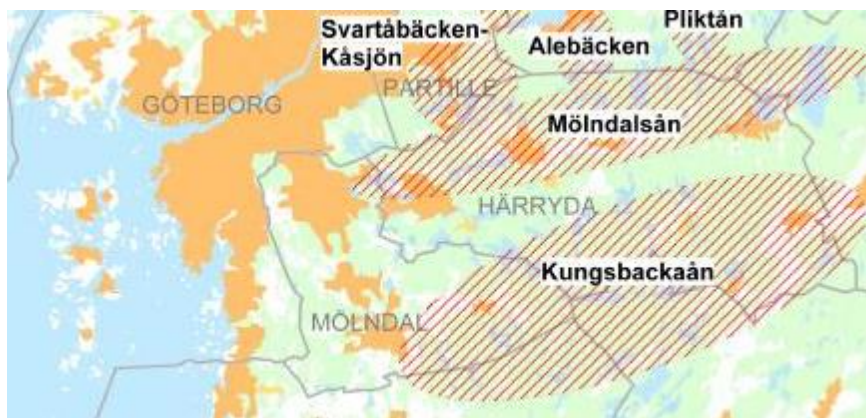 Svartåbäcken-
Kåsjön
Pliktån
Alebäcken
PARTILLE
GÖTEBORG
Mölndalsån
HÄRRYDA
Kungsbackaån
MÖLNDAL